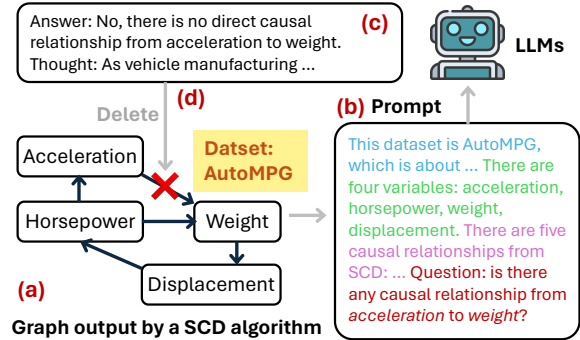 Answer: No, there is no direct causal
relationship from acceleration to weight.
Thought: As vehicle manufacturing ...
(c)
LLMs
(d)
Delete
(b) Prompt
Datset:
AutoMPG
Acceleration
Horsepower
Weight
Displacement
(a)
Graph output by a SCD algorithm
This dataset is AutoMPG,
which is about ... There are
four variables: acceleration,
horsepower, weight,
displacement. There are five
causal relationships from
SCD: ... Question: is there
any causal relationship from
acceleration to weight?